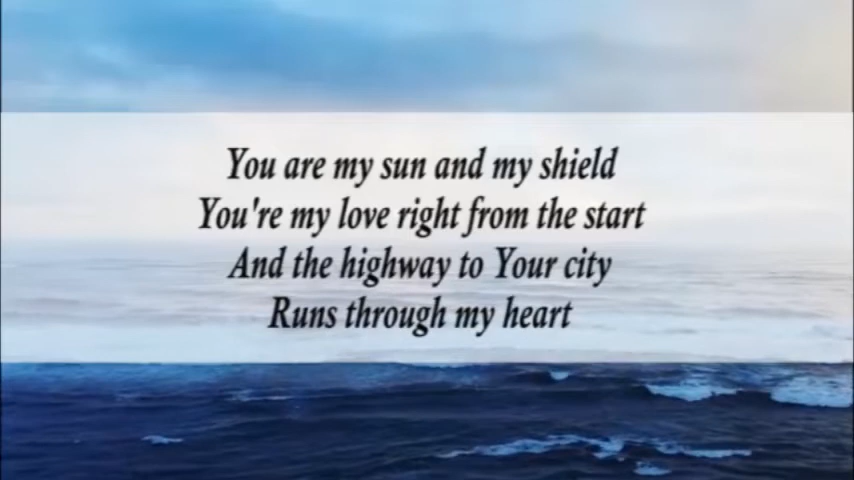 You are my sun and my shield
You're my love right from the start
And the highway to Your city
Runs through my heart